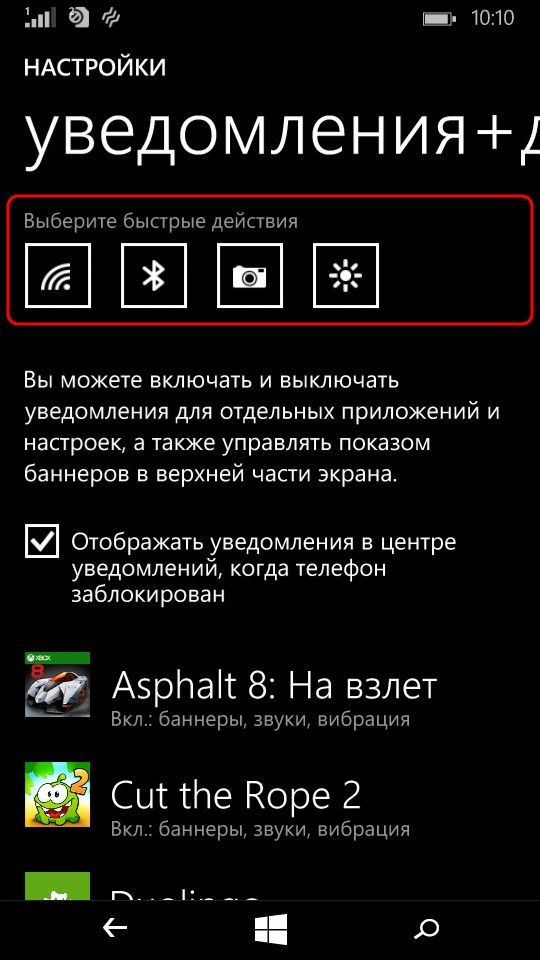 1
10:10
НАСТРОЙКИ
уведомления+д
Выберите быстрые действия
Вы можете включать и выключать
уведомления для отдельных приложений и
настроек, а также управлять показом
баннеров в верхней части экрана.
Отображать уведомления в центре
уведомлений, когда телефон
заблокирован
XBOX
8
Asphalt 8: На взлет
Вкл.: баннеры, звуки, вибрация
2
Cut the Rope 2
Вкл.: баннеры, звуки, вибрация
Duolingo